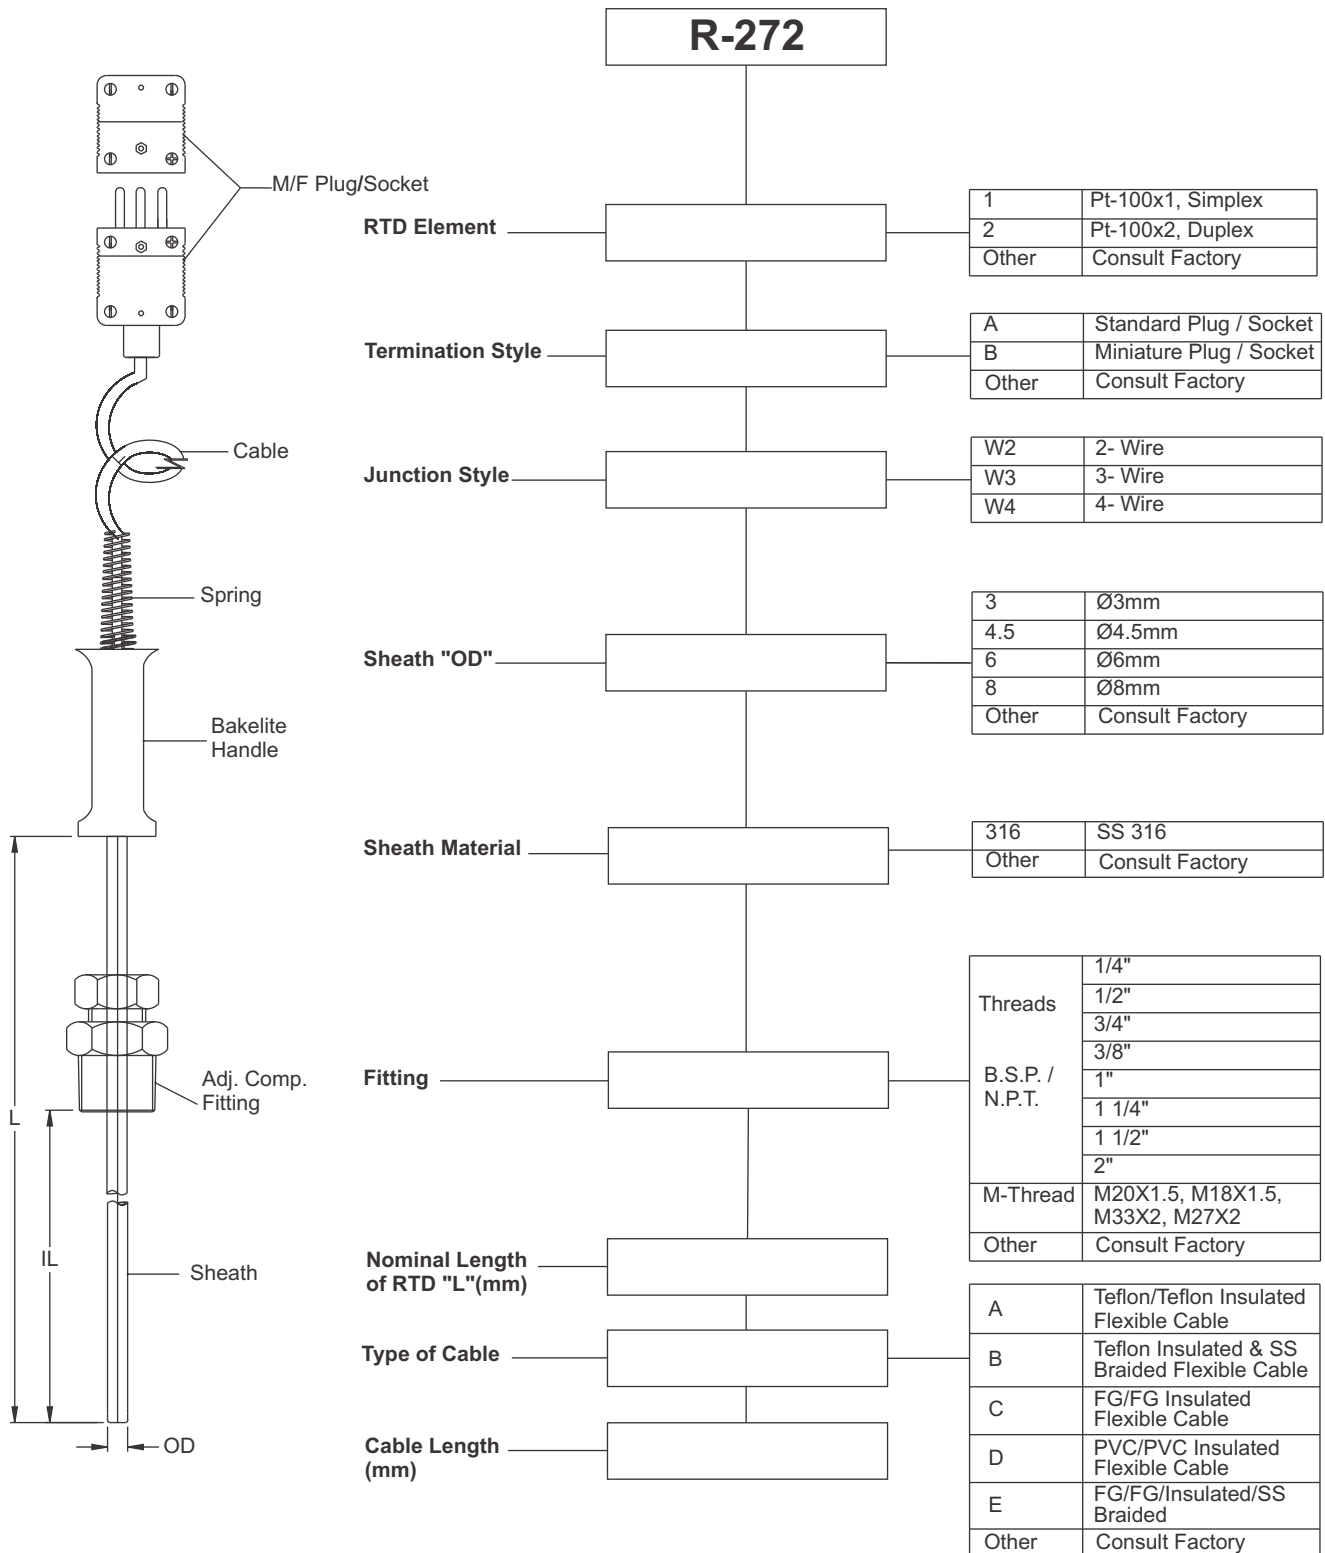 R-272
M/F Plug/Socket
Cable
Spring
Bakelite
Handle
Adj. Comp.
Fitting
L
IL
Sheath
OD
RTD Element
1 Pt-100x1, Simplex
2 Pt-100x2, Duplex
Other Consult Factory
Termination Style
A Standard Plug / Socket
B Miniature Plug / Socket
Other Consult Factory
Junction Style
W2 2- Wire
W3 3- Wire
W4 4- Wire
Sheath "OD"
3 Ø3mm
4.5 Ø4.5mm
6 Ø6mm
8 Ø8mm
Other Consult Factory
Sheath Material
316 SS 316
Other Consult Factory
Fitting
Threads
B.S.P. /
N.P.T.
1/4"
1/2"
3/4"
3/8"
1"
1 1/4"
1 1/2"
2"
M-Thread M20X1.5, M18X1.5,
M33X2, M27X2
Other Consult Factory
Nominal Length
of RTD "L"(mm)
Type of Cable
A Teflon/Teflon Insulated
Flexible Cable
B Teflon Insulated & SS
Braided Flexible Cable
C FG/FG Insulated
Flexible Cable
D PVC/PVC Insulated
Flexible Cable
E FG/FG/Insulated/SS
Braided
Other Consult Factory
Cable Length
(mm)